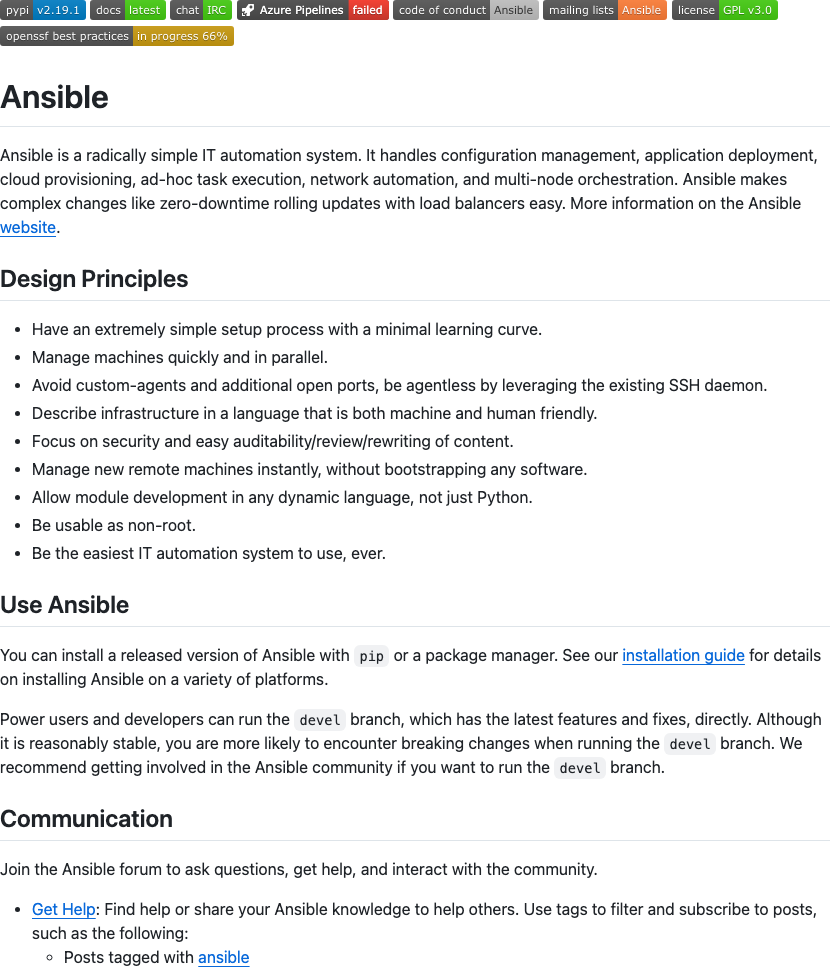 pypi v2.19.1 docs latest chat IRC Azure Pipelines failed code of conduct Ansible mailing lists Ansible license GPL v3.0
openssf best practices in progress 66%
Ansible
Ansible is a radically simple IT automation system. It handles configuration management, application deployment,
cloud provisioning, ad-hoc task execution, network automation, and multi-node orchestration. Ansible makes
complex changes like zero-downtime rolling updates with load balancers easy. More information on the Ansible
website.
Design Principles
• Have an extremely simple setup process with a minimal learning curve.
• Manage machines quickly and in parallel.
• Avoid custom-agents and additional open ports, be agentless by leveraging the existing SSH daemon.
• Describe infrastructure in a language that is both machine and human friendly.
• Focus on security and easy auditability/review/rewriting of content.
• Manage new remote machines instantly, without bootstrapping any software.
• Allow module development in any dynamic language, not just Python.
• Be usable as non-root.
• Be the easiest IT automation system to use, ever.
Use Ansible
You can install a released version of Ansible with pip or a package manager. See our installation guide for details
on installing Ansible on a variety of platforms.
Power users and developers can run the devel branch, which has the latest features and fixes, directly. Although
it is reasonably stable, you are more likely to encounter breaking changes when running the devel branch. We
recommend getting involved in the Ansible community if you want to run the devel branch.
Communication
Join the Ansible forum to ask questions, get help, and interact with the community.
• Get Help: Find help or share your Ansible knowledge to help others. Use tags to filter and subscribe to posts,
such as the following:
◦ Posts tagged with ansible